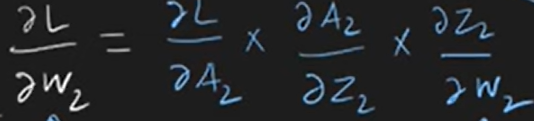 ∂L/∂W₂ = ∂L/∂A₂ × ∂A₂/∂Z₂ × ∂Z₂/∂W₂